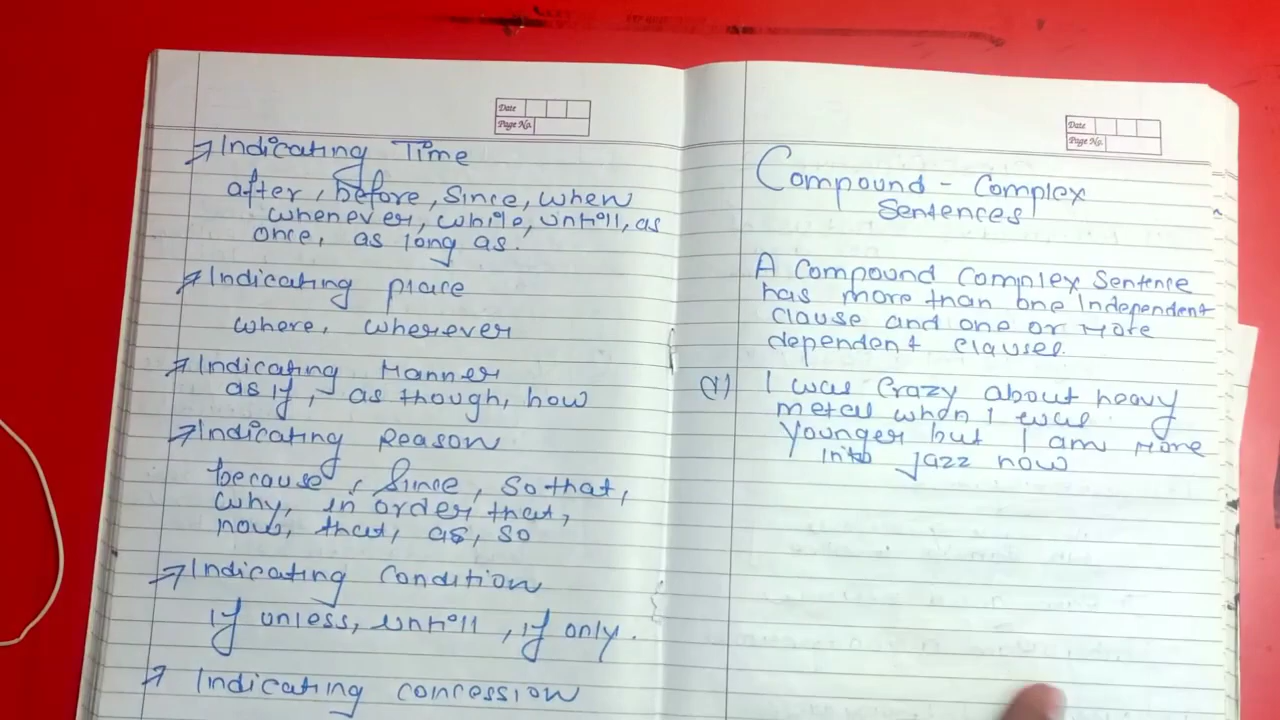 Date
Page No.
→ Indicating Time
after, before, since, when
whenever, while, untill, as
once, as long as.
→ Indicating place
where, wherever
→ Indicating Manner
as if, as though, how
→ Indicating Reason
because, Since, so that,
why, in order that,
now, that, as, so
→ Indicating Condition
If unless, untill, if only.
→ Indicating concession
Date
Page No.
Compound - Complex
Sentences
A Compound Complex Sentence
has more than one Independent
Clause and one or More
dependent clauses.
I was Crazy about heavy
metal when I was
Younger but I am More
into Jazz now